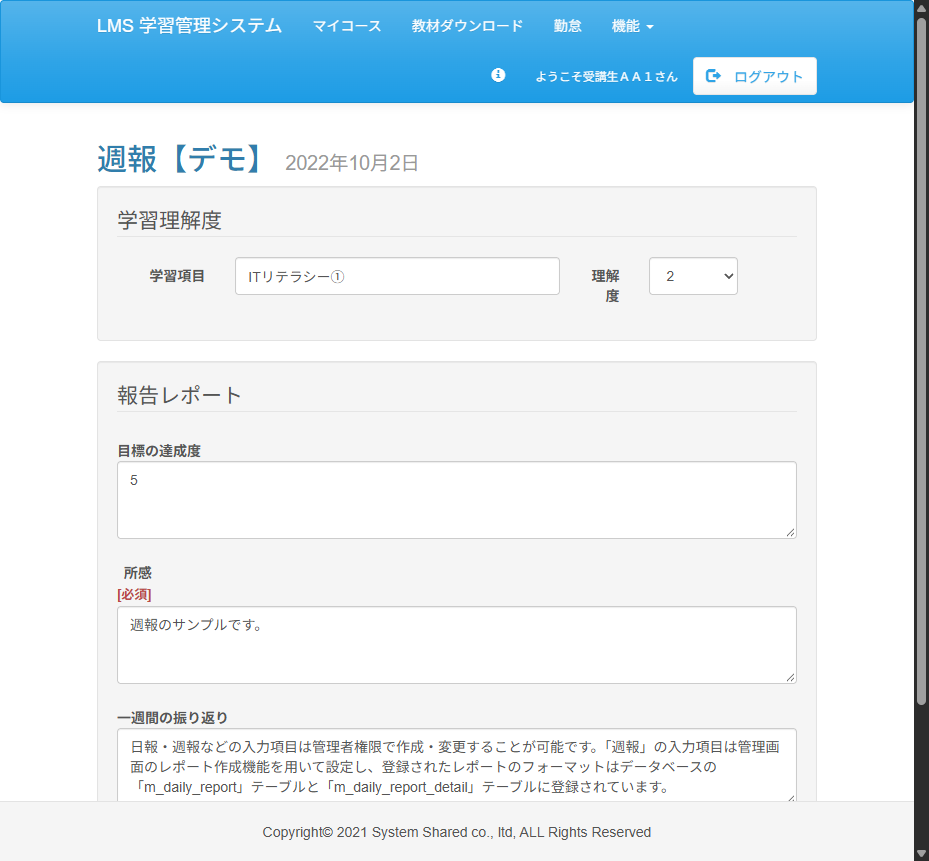 LMS 学習管理システム マイコース 教材ダウンロード 勤怠 機能
ようこそ受講生ＡＡ１さん ログアウト
週報【デモ】 2022年10月2日
学習理解度
学習項目 ITリテラシー① 理解度 2
報告レポート
目標の達成度
5
所感
[必須]
週報のサンプルです。
一週間の振り返り
日報・週報などの入力項目は管理者権限で作成・変更することが可能です。「週報」の入力項目は管理画
面のレポート作成機能を用いて設定し、登録されたレポートのフォーマットはデータベースの
「m_daily_report」テーブルと「m_daily_report_detail」テーブルに登録されています。
Copyright© 2021 System Shared co., ltd, ALL Rights Reserved